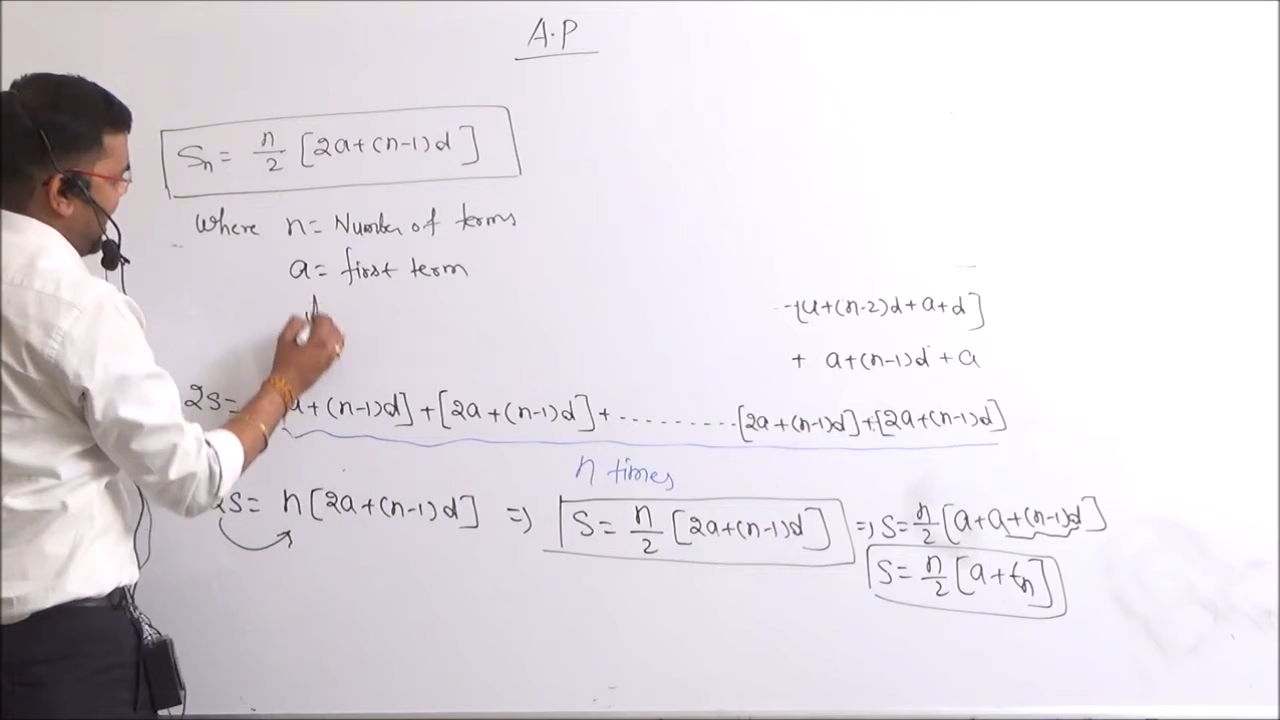 A.P
Sn = n/2 [2a+(n-1)d]
Where n = Number of terms
a = first term
d
+(n-2)d+a+d]
+ a+(n-1)d+a
2S= +(n-1)d]+[2a+(n-1)d]+.........[2a+(n-1)d]+[2a+(n-1)d]
n times
2S= n[2a+(n-1)d] => S= n/2 [2a+(n-1)d] => S= n/2 [a+a+(n-1)d]
S= n/2 [a+tn]